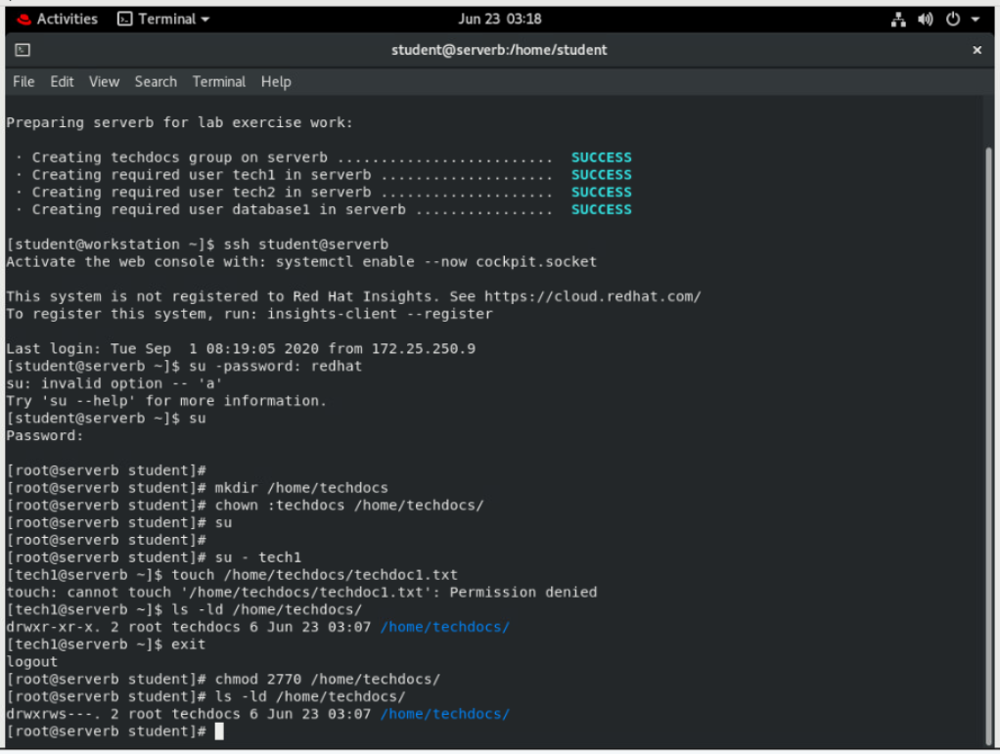 Activities Terminal Jun 23 03:18
student@serverb:/home/student ×
File Edit View Search Terminal Help
Preparing serverb for lab exercise work:
· Creating techdocs group on serverb ......................... SUCCESS
· Creating required user tech1 in serverb .................... SUCCESS
· Creating required user tech2 in serverb .................... SUCCESS
· Creating required user database1 in serverb ................ SUCCESS
[student@workstation ~]$ ssh student@serverb
Activate the web console with: systemctl enable --now cockpit.socket
This system is not registered to Red Hat Insights. See https://cloud.redhat.com/
To register this system, run: insights-client --register
Last login: Tue Sep  1 08:19:05 2020 from 172.25.250.9
[student@serverb ~]$ su -password: redhat
su: invalid option -- 'a'
Try 'su --help' for more information.
[student@serverb ~]$ su
Password:
[root@serverb student]#
[root@serverb student]# mkdir /home/techdocs
[root@serverb student]# chown :techdocs /home/techdocs/
[root@serverb student]# su
[root@serverb student]#
[root@serverb student]# su - tech1
[tech1@serverb ~]$ touch /home/techdocs/techdoc1.txt
touch: cannot touch '/home/techdocs/techdoc1.txt': Permission denied
[tech1@serverb ~]$ ls -ld /home/techdocs/
drwxr-xr-x. 2 root techdocs 6 Jun 23 03:07 /home/techdocs/
[tech1@serverb ~]$ exit
logout
[root@serverb student]# chmod 2770 /home/techdocs/
[root@serverb student]# ls -ld /home/techdocs/
drwxrws---. 2 root techdocs 6 Jun 23 03:07 /home/techdocs/
[root@serverb student]#